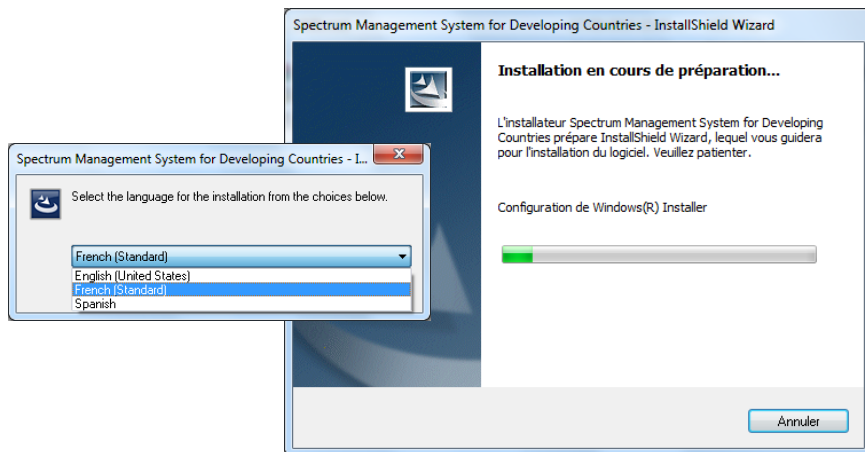 Spectrum Management System for Developing Countries - InstallShield Wizard
Installation en cours de préparation...
L'installateur Spectrum Management System for Developing
Countries prépare InstallShield Wizard, lequel vous guidera
pour l'installation du logiciel. Veuillez patienter.
Configuration de Windows(R) Installer
Annuler
Spectrum Management System for Developing Countries - I...
Select the language for the installation from the choices below.
French (Standard)
English (United States)
French (Standard)
Spanish